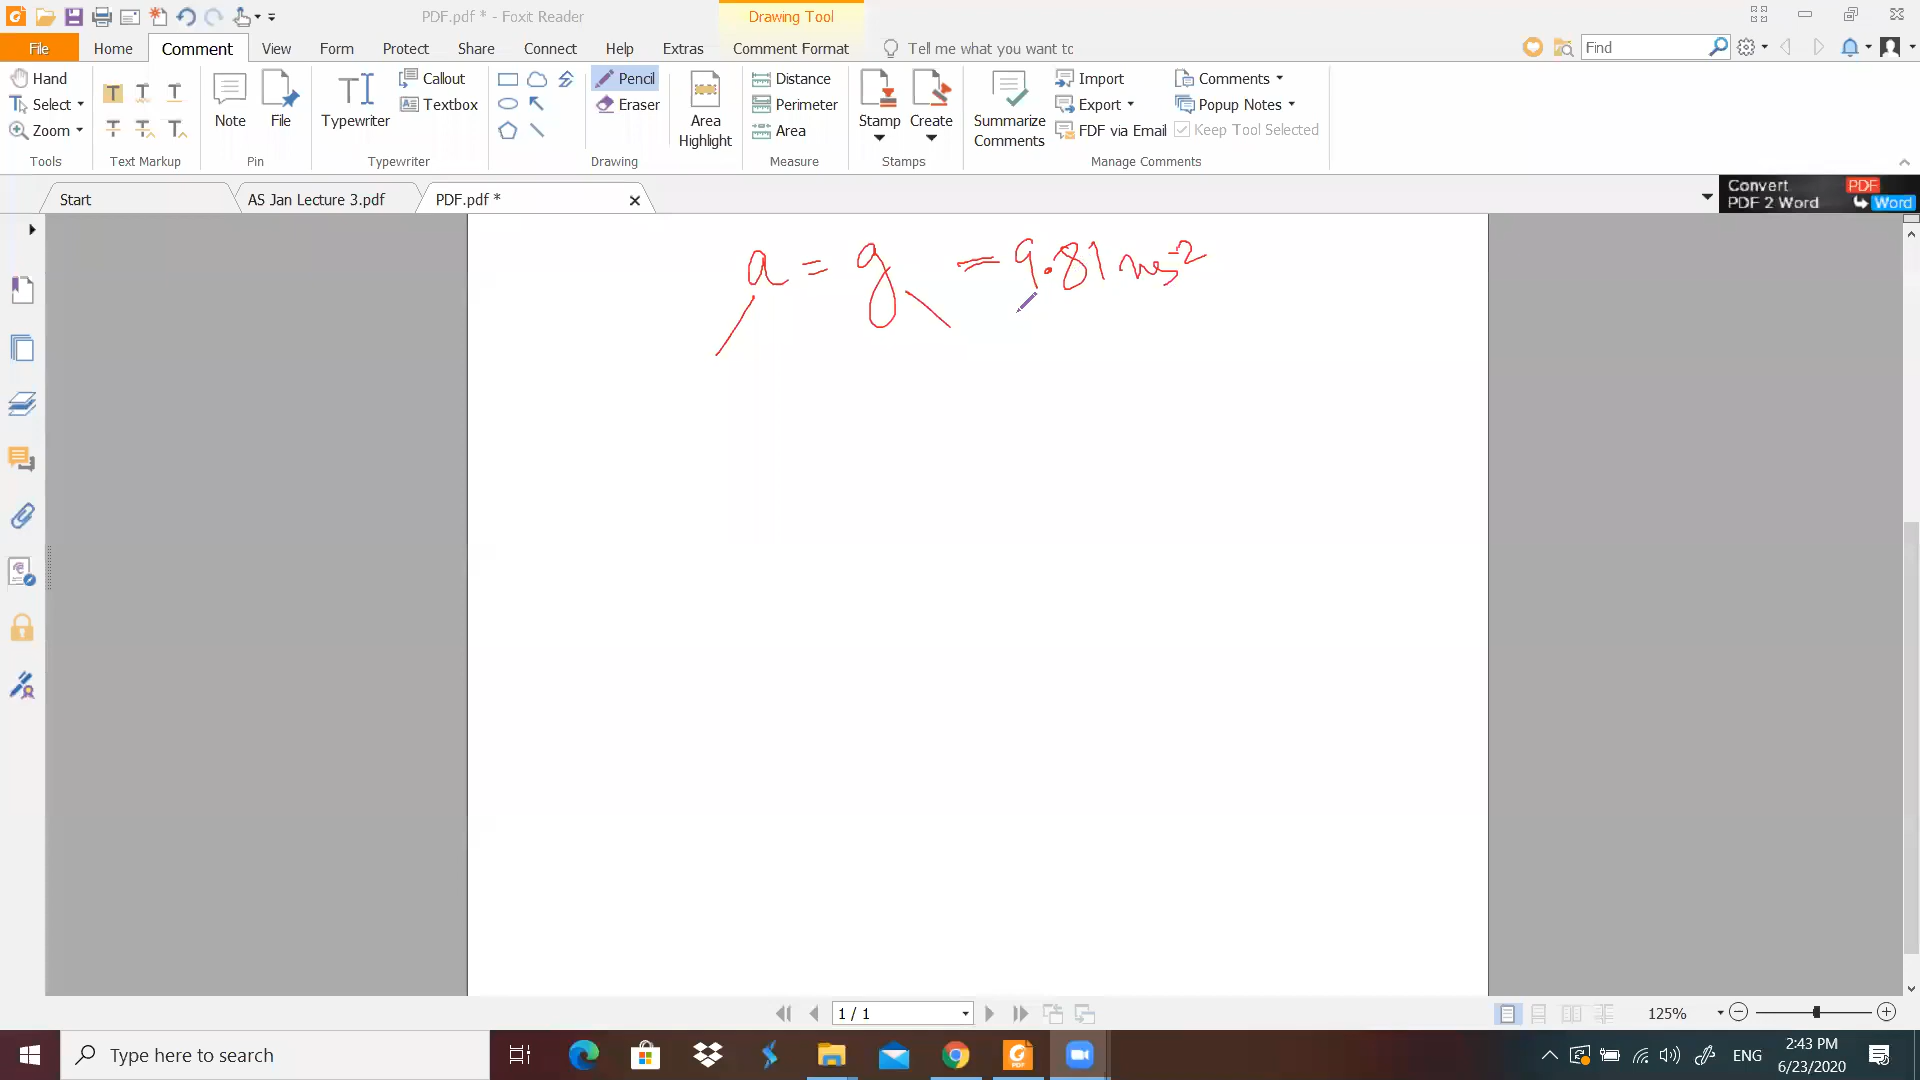 PDF.pdf * - Foxit Reader
Drawing Tool
File
Home
Comment
View
Form
Protect
Share
Connect
Help
Extras
Comment Format
Tell me what you want to
Find
Hand
Select
Zoom
Tools
Text Markup
Note
File
Pin
Typewriter
Callout
Textbox
Typewriter
Pencil
Eraser
Drawing
Area
Highlight
Distance
Perimeter
Area
Measure
Stamp
Create
Stamps
Summarize
Comments
Import
Export
FDF via Email
Comments
Popup Notes
Keep Tool Selected
Manage Comments
Start
AS Jan Lecture 3.pdf
PDF.pdf *
Convert
PDF 2 Word
PDF
Word
a = g = 9.81 ms⁻²
1 / 1
125%
Type here to search
ENG
2:43 PM
6/23/2020